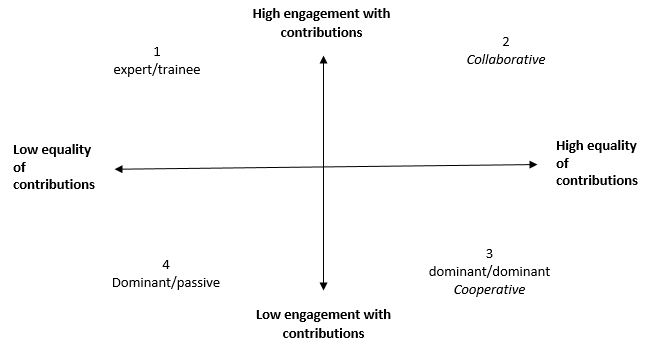 High engagement with
contributions
1
expert/trainee
2
Collaborative
Low equality
of
contributions
High equality
of
contributions
4
Dominant/passive
3
dominant/dominant
Cooperative
Low engagement with
contributions